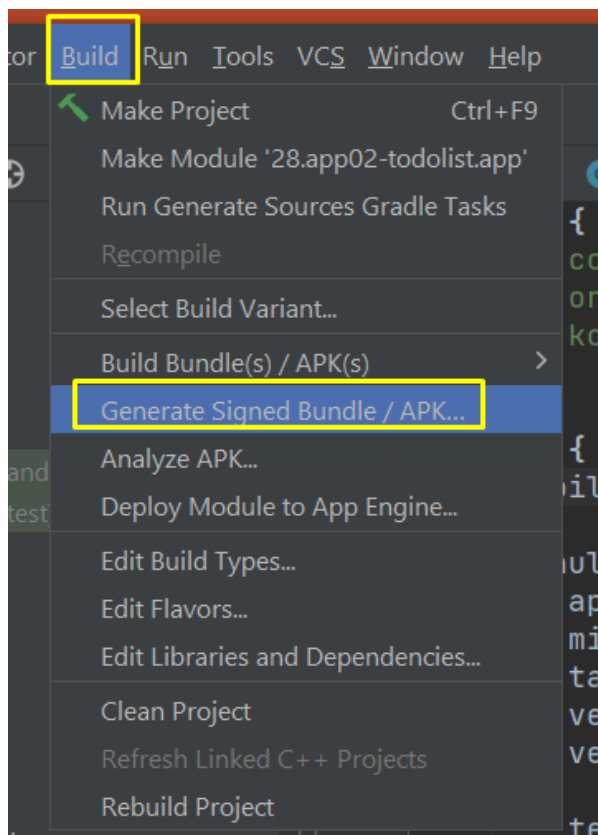 tor Build Run Tools VCS Window Help
Make Project Ctrl+F9
Make Module '28.app02-todolist.app'
Run Generate Sources Gradle Tasks
{
Recompile
Select Build Variant...
Build Bundle(s) / APK(s)
Generate Signed Bundle / APK...
Analyze APK...
{
and
Deploy Module to App Engine...
test
Edit Build Types...
Edit Flavors...
Edit Libraries and Dependencies...
Clean Project
Refresh Linked C++ Projects
Rebuild Project